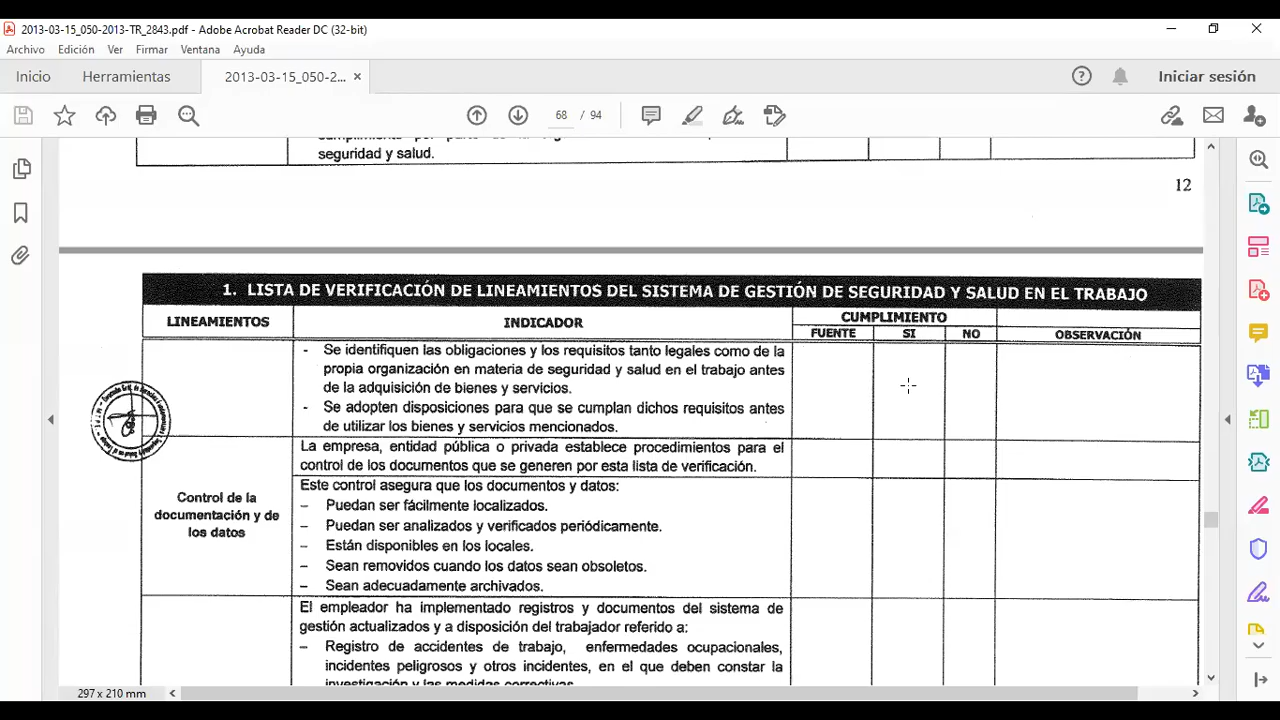 2013-03-15_050-2013-TR_2843.pdf - Adobe Acrobat Reader DC (32-bit)
Archivo Edición Ver Firmar Ventana Ayuda
Inicio Herramientas 2013-03-15_050-2... × Iniciar sesión
68 / 94
seguridad y salud.
12
1. LISTA DE VERIFICACIÓN DE LINEAMIENTOS DEL SISTEMA DE GESTIÓN DE SEGURIDAD Y SALUD EN EL TRABAJO
LINEAMIENTOS INDICADOR CUMPLIMIENTO
FUENTE SI NO OBSERVACIÓN
- Se identifiquen las obligaciones y los requisitos tanto legales como de la
propia organización en materia de seguridad y salud en el trabajo antes
de la adquisición de bienes y servicios.
- Se adopten disposiciones para que se cumplan dichos requisitos antes
de utilizar los bienes y servicios mencionados.
Control de la
documentación y de
los datos
La empresa, entidad pública o privada establece procedimientos para el
control de los documentos que se generen por esta lista de verificación.
Este control asegura que los documentos y datos:
– Puedan ser fácilmente localizados.
– Puedan ser analizados y verificados periódicamente.
– Están disponibles en los locales.
– Sean removidos cuando los datos sean obsoletos.
– Sean adecuadamente archivados.
El empleador ha implementado registros y documentos del sistema de
gestión actualizados y a disposición del trabajador referido a:
– Registro de accidentes de trabajo, enfermedades ocupacionales,
incidentes peligrosos y otros incidentes, en el que deben constar la
investigación y las medidas correctivas
297 x 210 mm